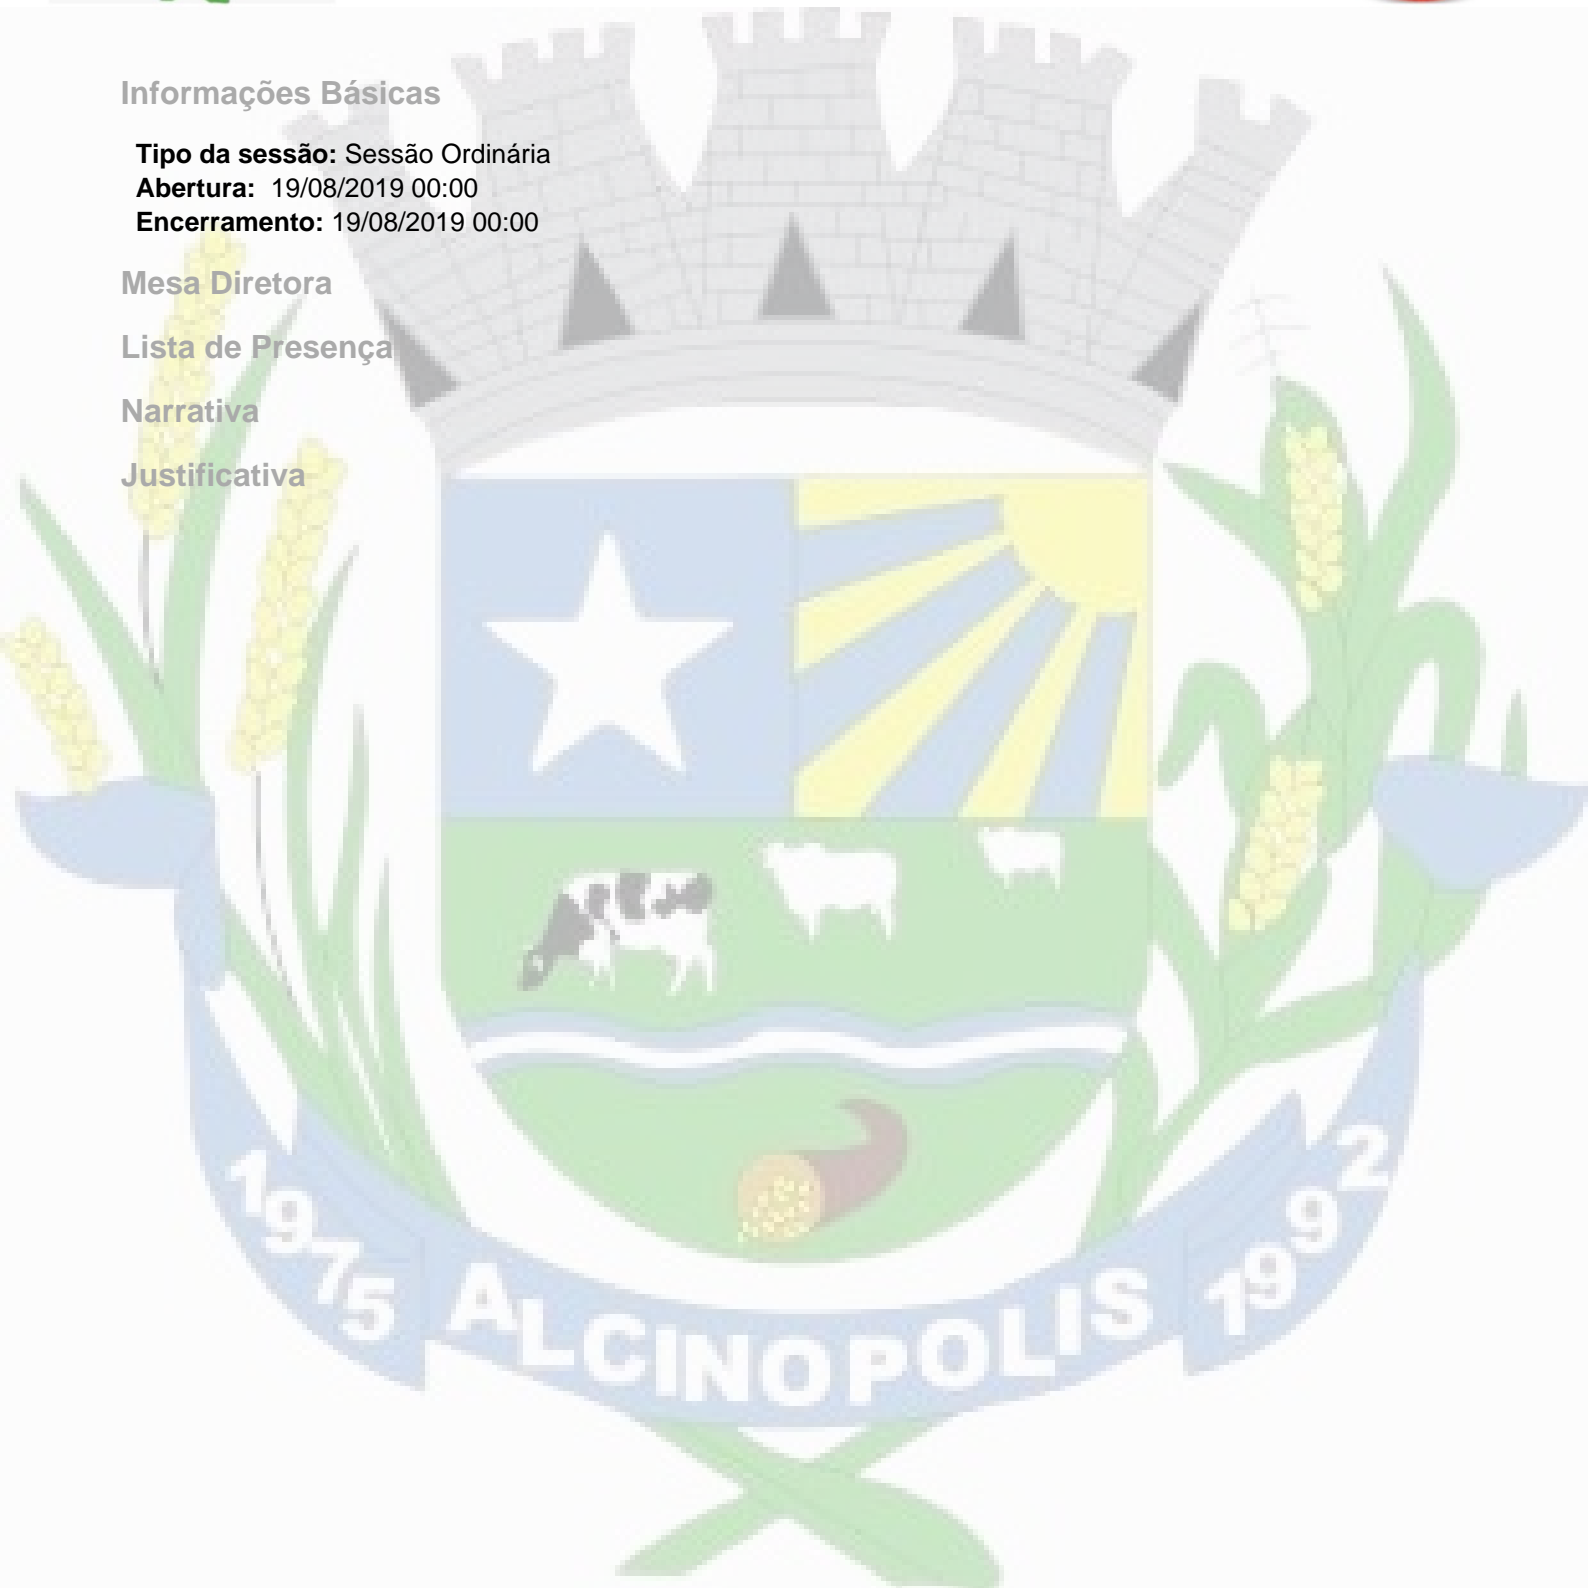 Informações Básicas
Tipo da sessão: Sessão Ordinária
Abertura: 19/08/2019 00:00
Encerramento: 19/08/2019 00:00
Mesa Diretora
Lista de Presença
Narrativa
Justificativa
1975 ALCINOPOLIS 1992